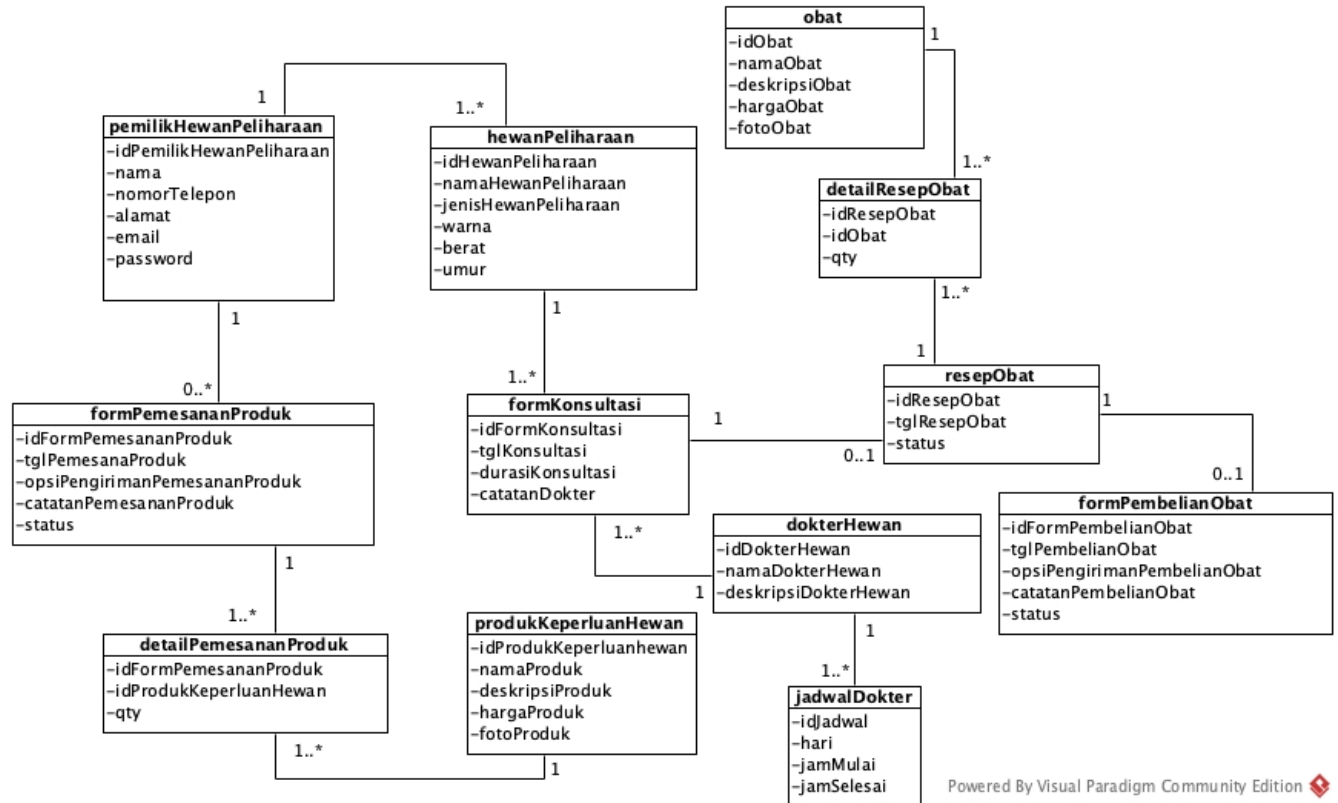 obat
-idObat
-namaObat
-deskripsiObat
-hargaObat
-fotoObat
1
1..*
1
1..*
pemilikHewanPeliharaan
-idPemilikHewanPeliharaan
-nama
-nomorTelepon
-alamat
-email
-password
hewanPeliharaan
-idHewanPeliharaan
-namaHewanPeliharaan
-jenisHewanPeliharaan
-warna
-berat
-umur
detailResepObat
-idResepObat
-idObat
-qty
1..*
1
1
0..*
1
1..*
resepObat
-idResepObat
-tglResepObat
-status
formPemesananProduk
-idFormPemesananProduk
-tglPemesanaProduk
-opsiPengirimanPemesananProduk
-catatanPemesananProduk
-status
formKonsultasi
-idFormKonsultasi
-tglKonsultasi
-durasiKonsultasi
-catatanDokter
1
0..1
1
0..1
formPembelianObat
-idFormPembelianObat
-tglPembelianObat
-opsiPengirimanPembelianObat
-catatanPembelianObat
-status
1..*
1
dokterHewan
-idDokterHewan
-namaDokterHewan
-deskripsiDokterHewan
1
1..*
1
1..*
detailPemesananProduk
-idFormPemesananProduk
-idProdukKeperluanHewan
-qty
produkKeperluanHewan
-idProdukKeperluanhewan
-namaProduk
-deskripsiProduk
-hargaProduk
-fotoProduk
1..*
1
jadwalDokter
-idJadwal
-hari
-jamMulai
-jamSelesai
Powered By Visual Paradigm Community Edition